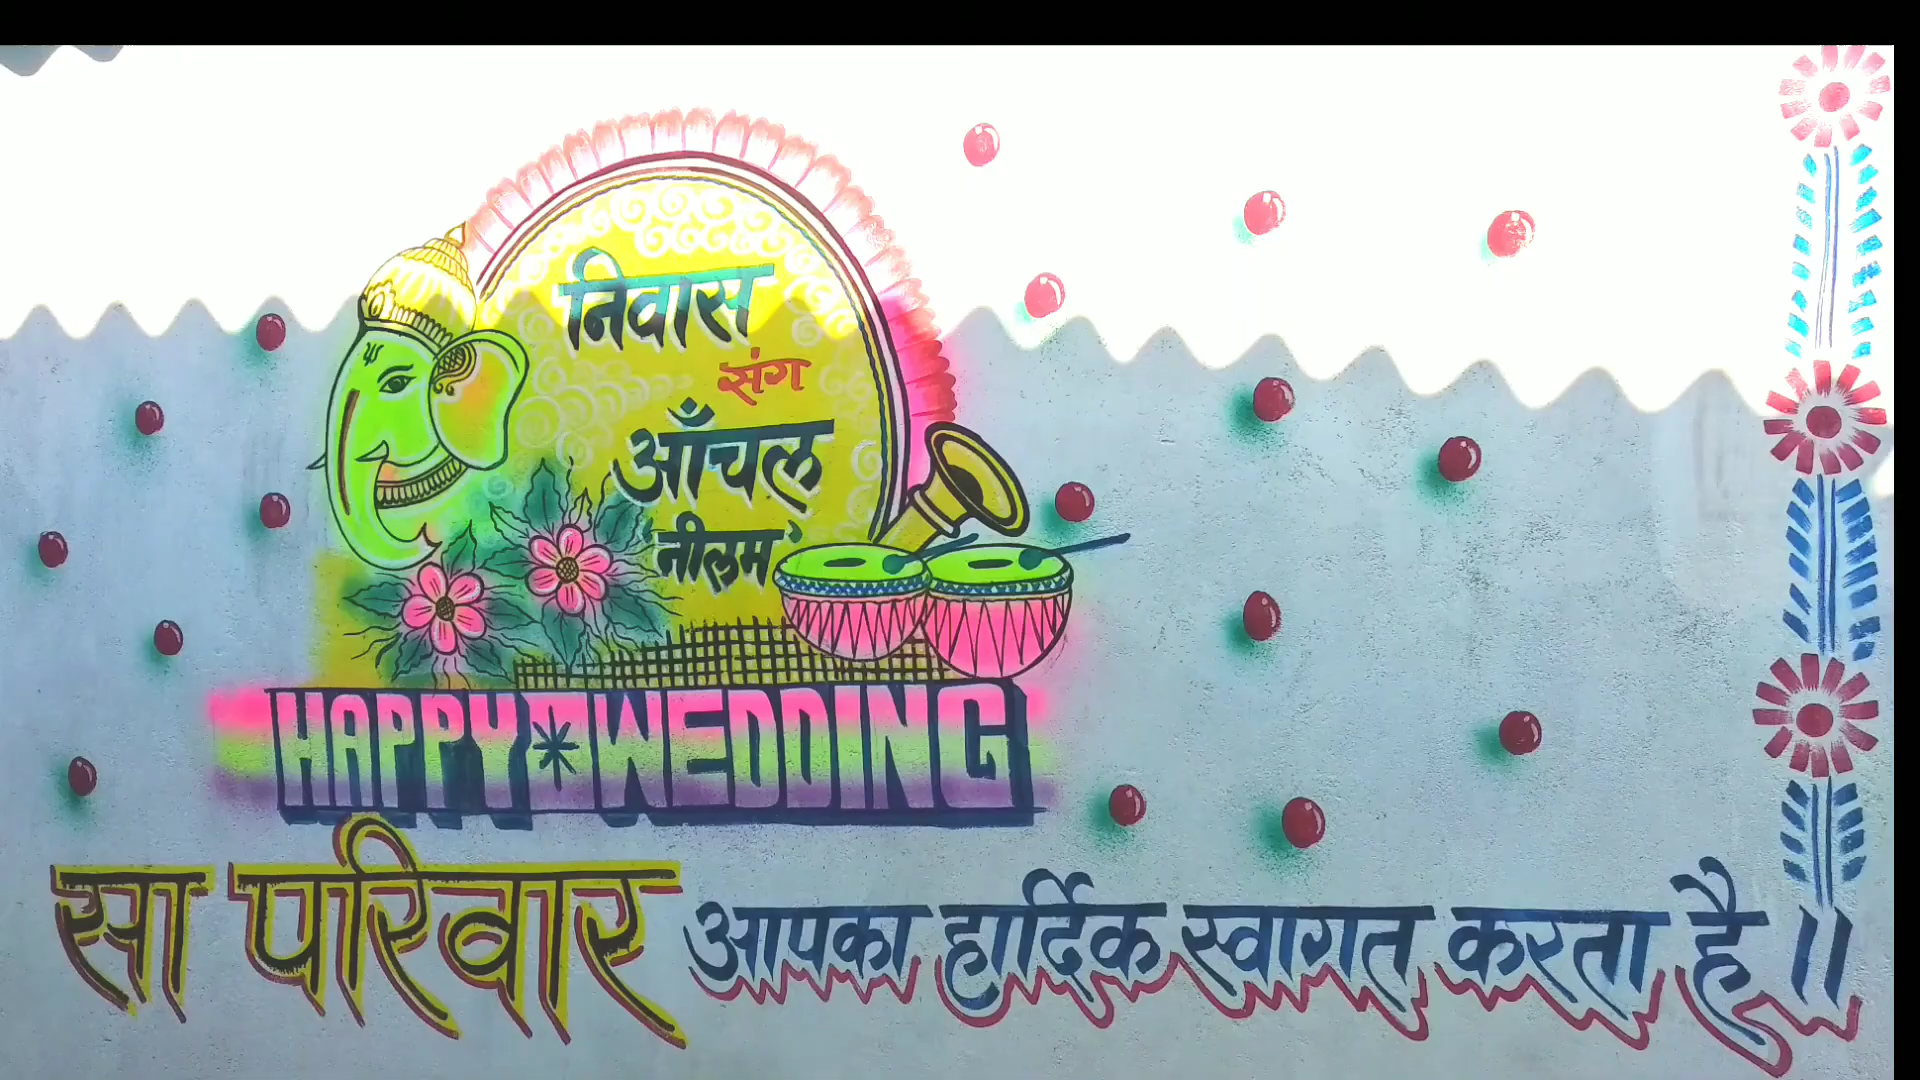 निवास
संग
आँचल
'नीलम'
HAPPY WEDDING
सा परिवार आपका हार्दिक स्वागत करता है ॥